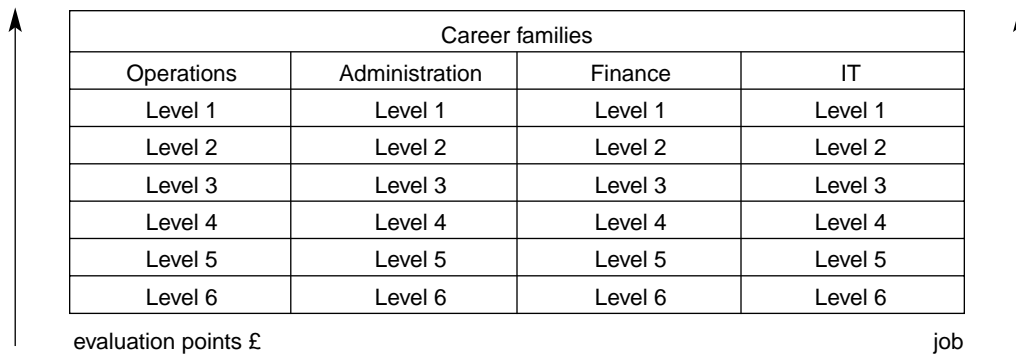 Career families
Operations Administration Finance IT
Level 1 Level 1 Level 1 Level 1
Level 2 Level 2 Level 2 Level 2
Level 3 Level 3 Level 3 Level 3
Level 4 Level 4 Level 4 Level 4
Level 5 Level 5 Level 5 Level 5
Level 6 Level 6 Level 6 Level 6
evaluation points £ job